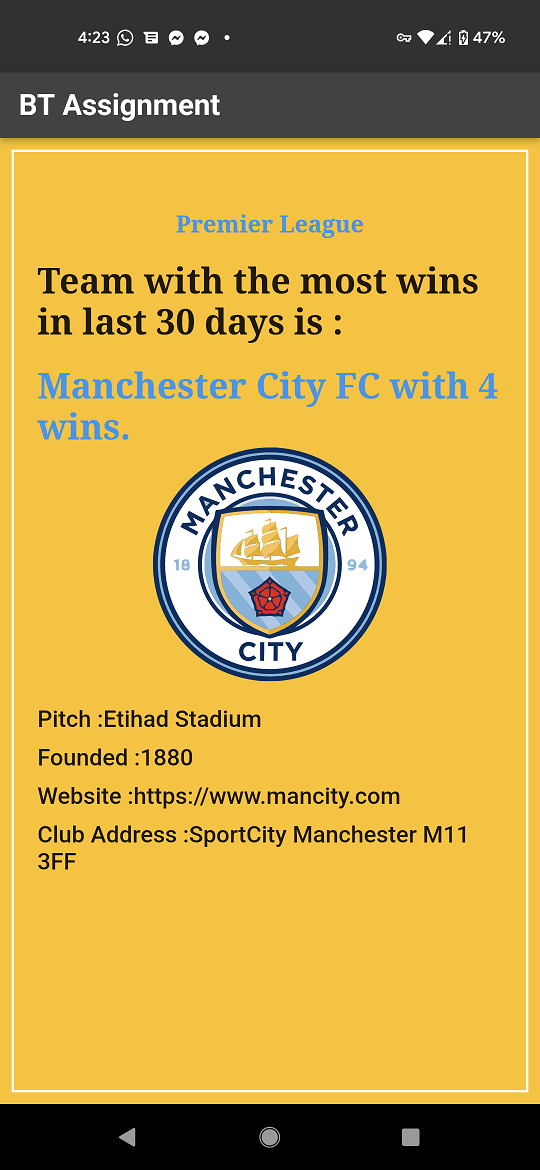 4:23 47%
BT Assignment
Premier League
Team with the most wins
in last 30 days is :
Manchester City FC with 4
wins.
MANCHESTER
18 94
CITY
Pitch :Etihad Stadium
Founded :1880
Website :https://www.mancity.com
Club Address :SportCity Manchester M11
3FF